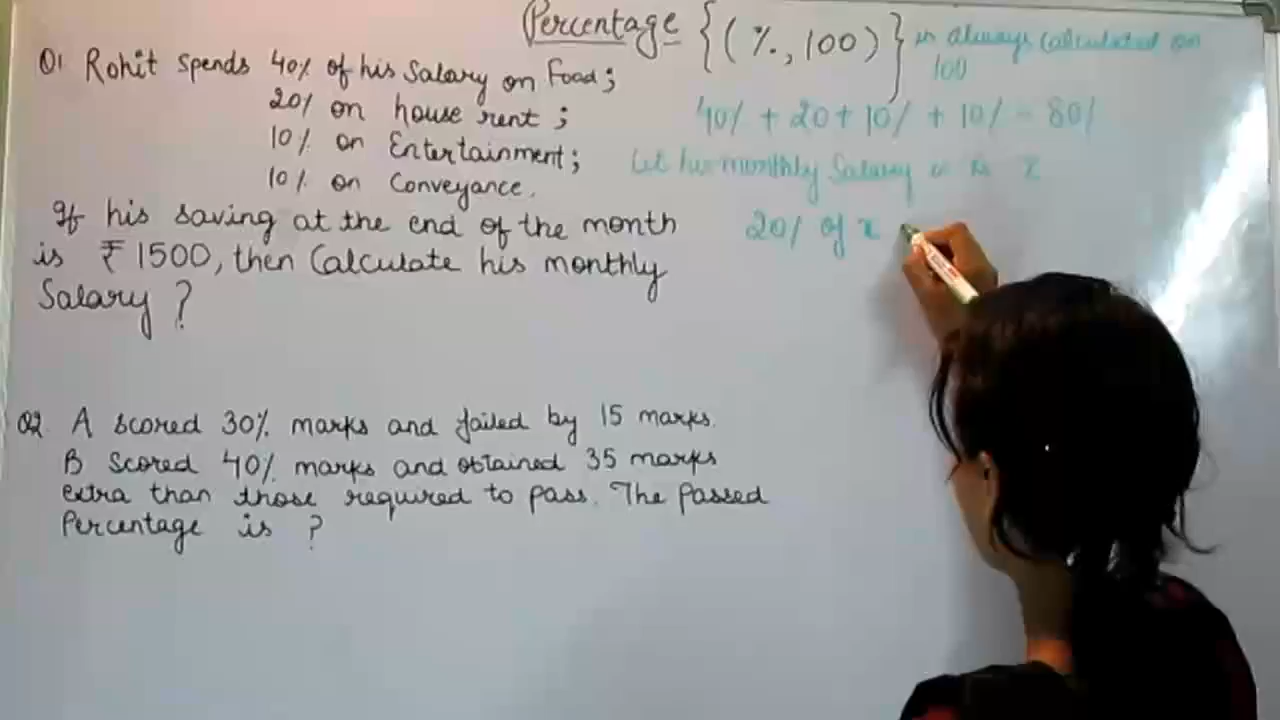 Percentage {(%, 100)} is always calculated on
100
Q1 Rohit spends 40% of his Salary on Food;
20% on house rent;
10% on Entertainment;
10% on Conveyance.
If his saving at the end of the month
is ₹1500, then Calculate his monthly
Salary?
40% + 20 + 10% + 10% = 80%
Let his monthly Salary is x
20% of x
Q2. A scored 30% marks and failed by 15 marks.
B scored 40% marks and obtained 35 marks
extra than those required to pass. The passed
Percentage is ?